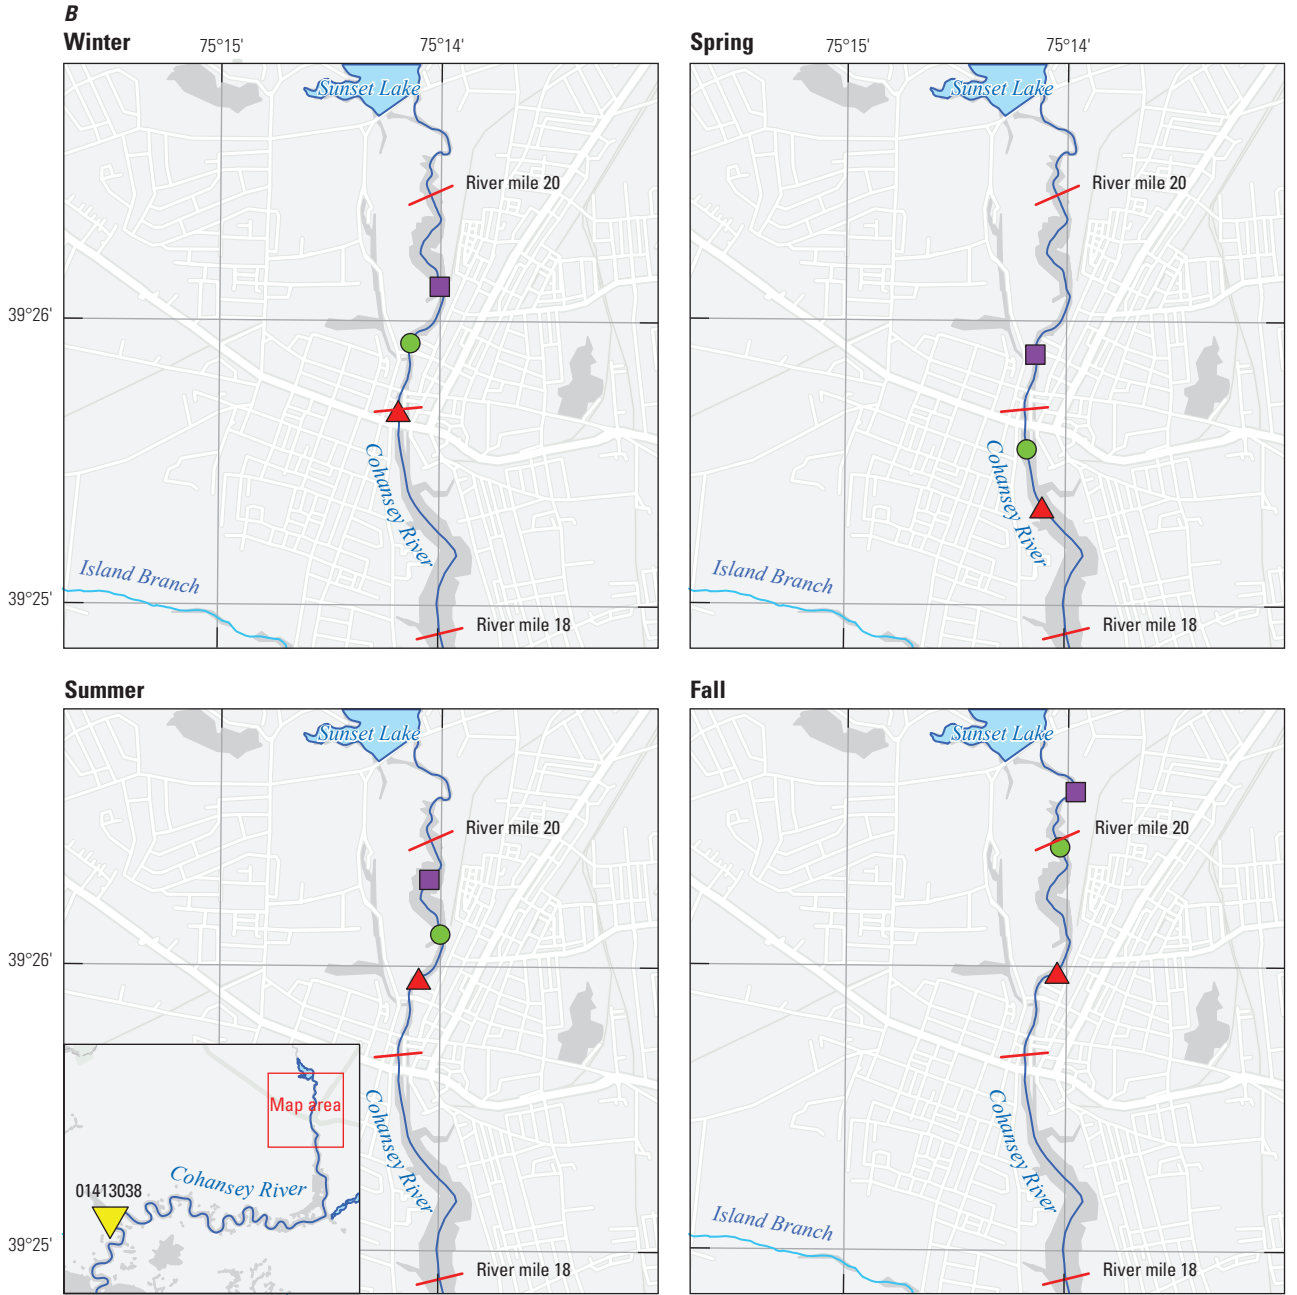 B
Winter
75°15'
75°14'
Spring
75°15'
75°14'
Sunset Lake
River mile 20
39°26'
Cohansey River
Island Branch
39°25'
River mile 18
Sunset Lake
River mile 20
Cohansey River
Island Branch
River mile 18
Summer
Fall
Sunset Lake
River mile 20
39°26'
Map area
Cohansey River
01413038
Cohansey River
39°25'
River mile 18
Sunset Lake
River mile 20
Cohansey River
Island Branch
River mile 18